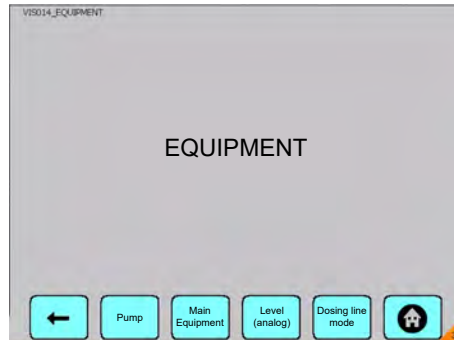 VIS014_EQUIPMENT
EQUIPMENT
Pump
Main
Equipment
Level
(analog)
Dosing line
mode